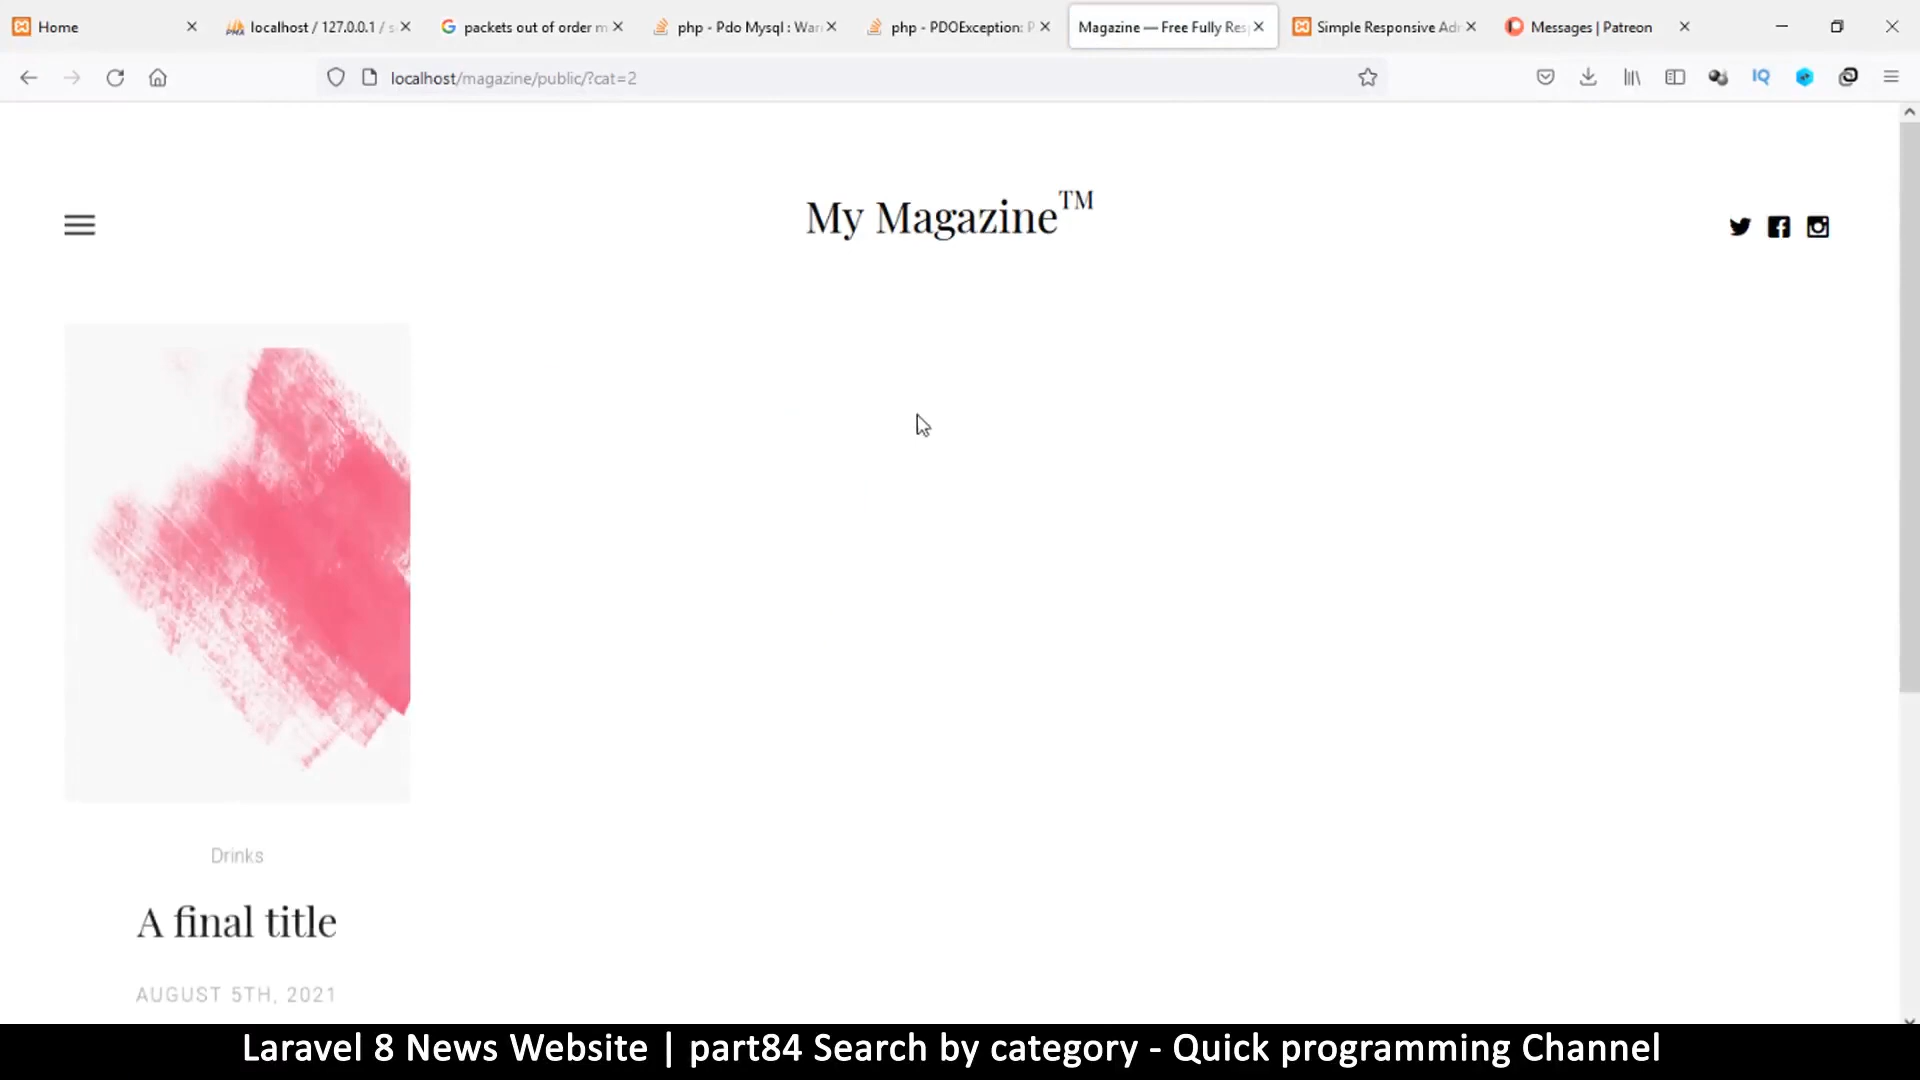 Home
localhost / 127.0.0.1 / s
packets out of order m
php - Pdo Mysql : War
php - PDOException: P
Magazine — Free Fully Res
Simple Responsive Adm
Messages | Patreon
localhost/magazine/public/?cat=2
IQ
My Magazine™
Drinks
A final title
AUGUST 5TH, 2021
Laravel 8 News Website | part84 Search by category - Quick programming Channel